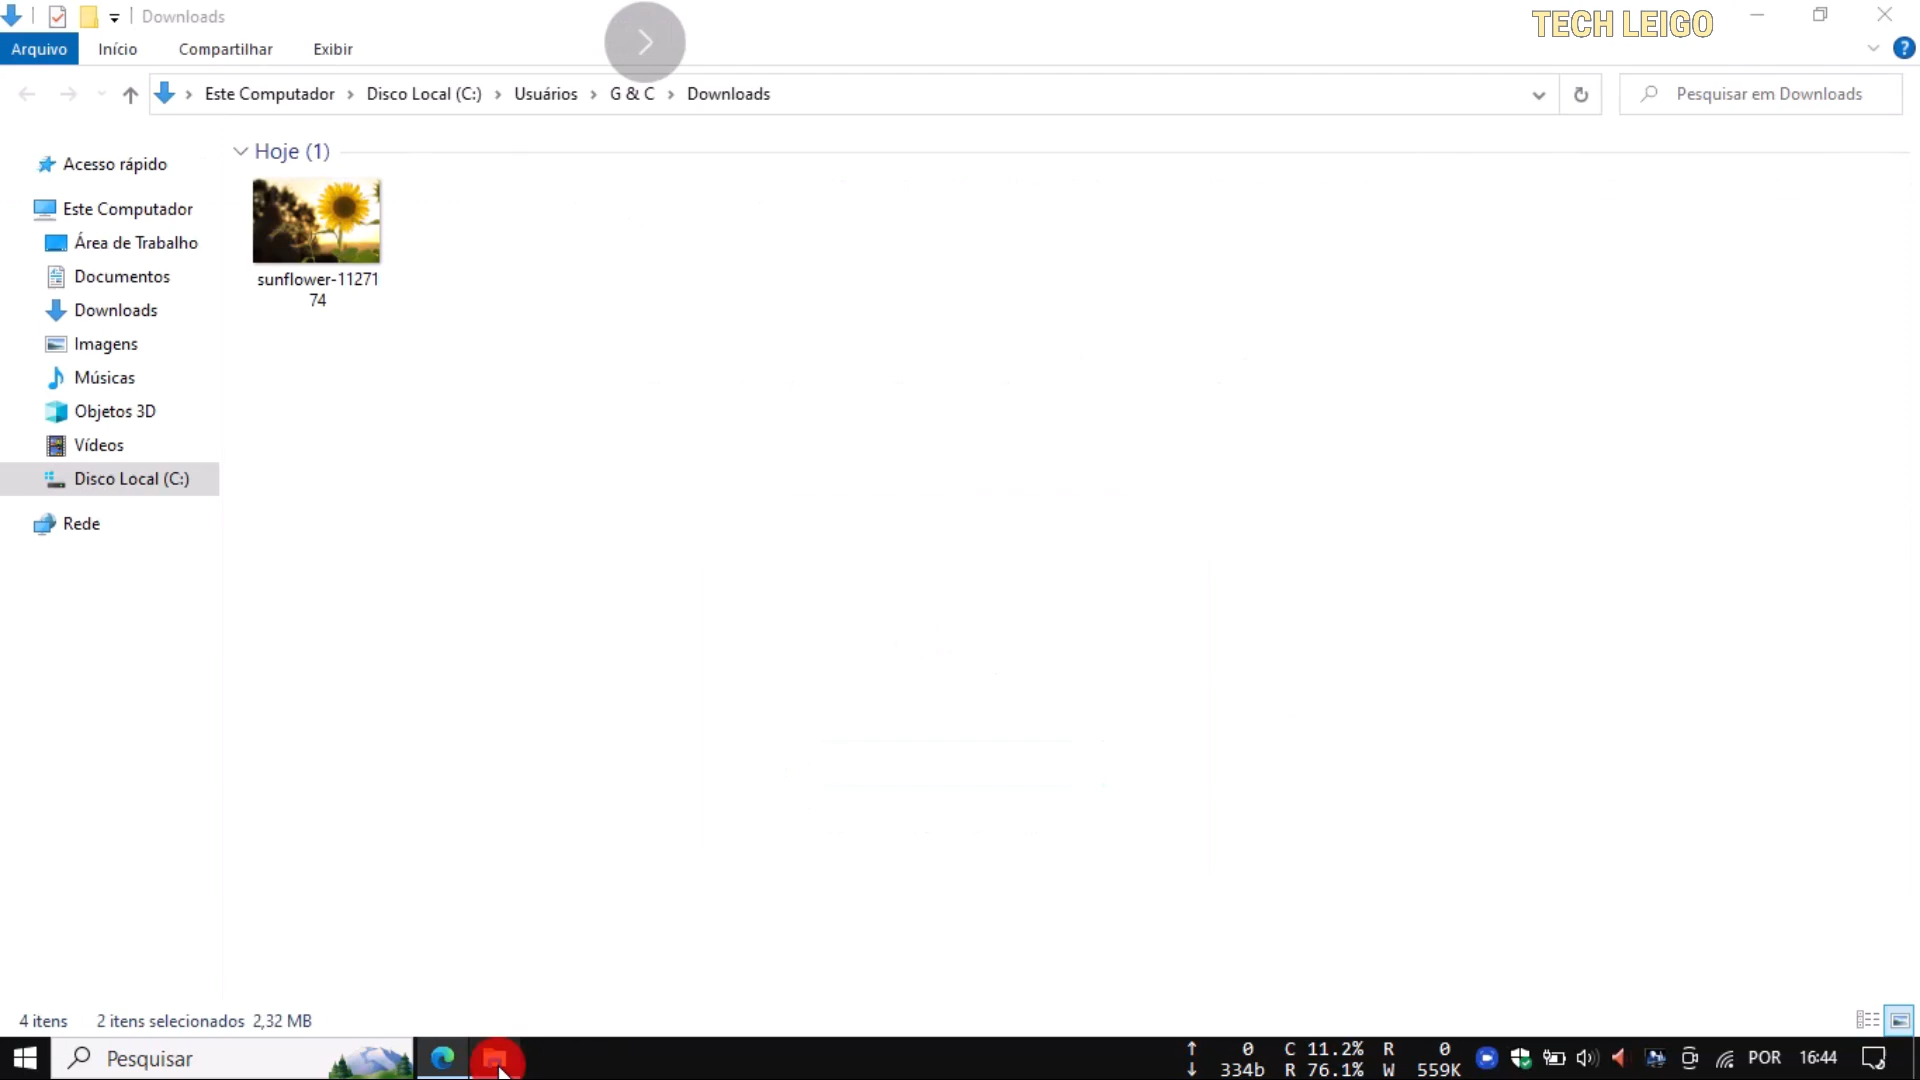 Downloads
TECH LEIGO
Arquivo Início Compartilhar Exibir
Este Computador Disco Local (C:) Usuários G & C Downloads
Pesquisar em Downloads
Hoje (1)
sunflower-11271
74
Acesso rápido
Este Computador
Área de Trabalho
Documentos
Downloads
Imagens
Músicas
Objetos 3D
Vídeos
Disco Local (C:)
Rede
4 itens 2 itens selecionados 2,32 MB
Pesquisar
↑ 0 C 11.2% R 0
↓ 334b R 76.1% W 559K
POR 16:44